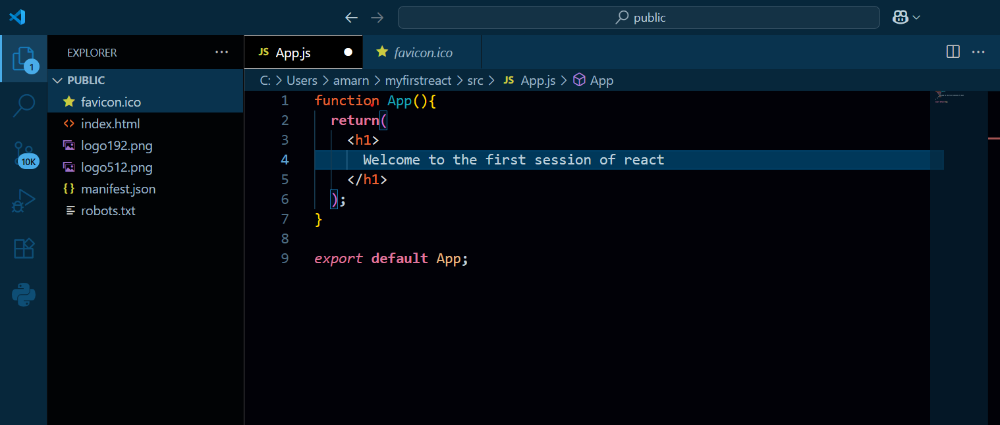 public
EXPLORER
1
PUBLIC
favicon.ico
index.html
logo192.png
logo512.png
{} manifest.json
robots.txt
10K
JS App.js
favicon.ico
C: > Users > amarn > myfirstreact > src > JS App.js > App
1 function App(){
2 return(
3 <h1>
4 Welcome to the first session of react
5 </h1>
6 );
7 }
8
9 export default App;